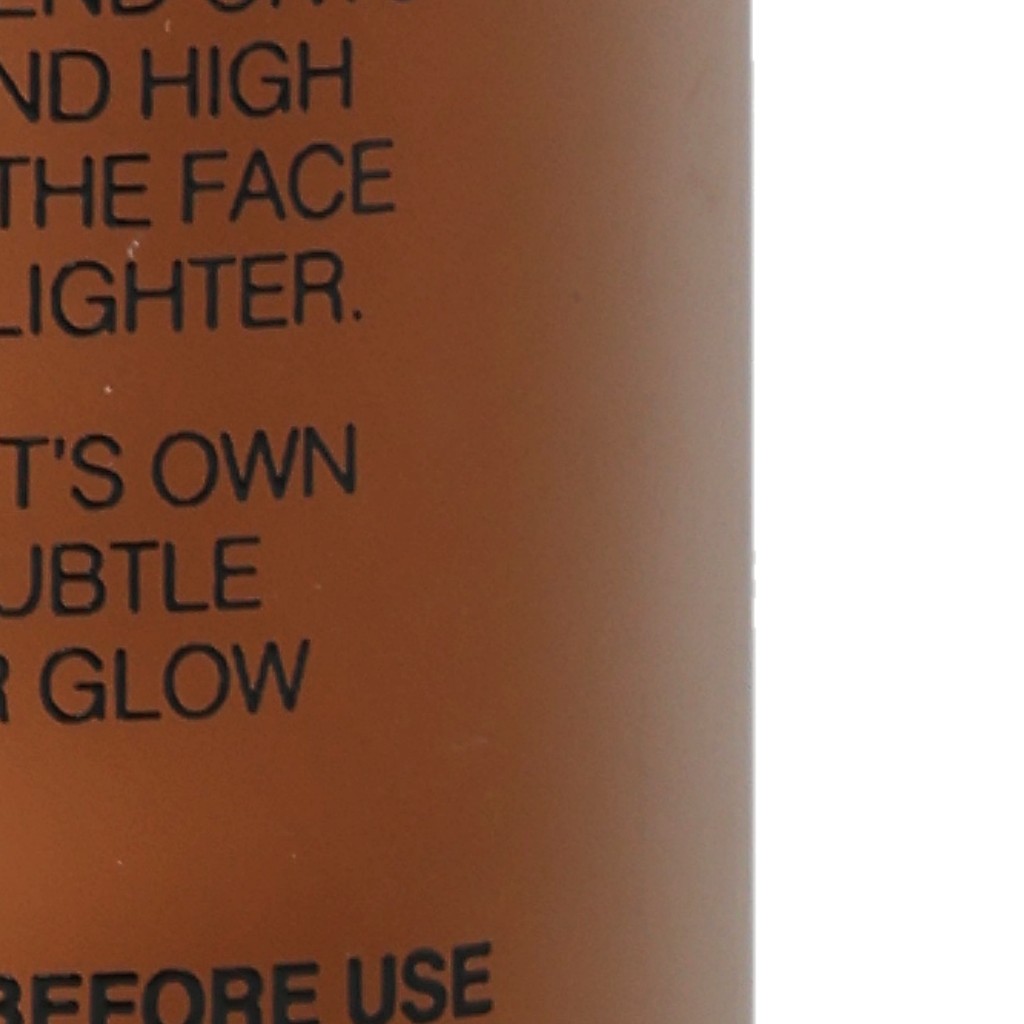 ND HIGH
THE FACE
LIGHTER.
T'S OWN
UBTLE
R GLOW
BEFORE USE